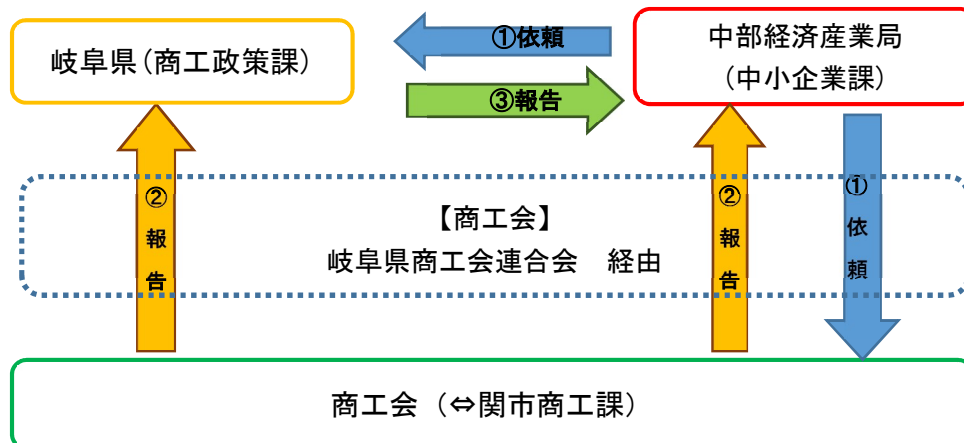 岐阜県（商工政策課）
①依頼
③報告
中部経済産業局
（中小企業課）
②報告
【商工会】
岐阜県商工会連合会　経由
②報告
①依頼
商工会（⇔関市商工課）